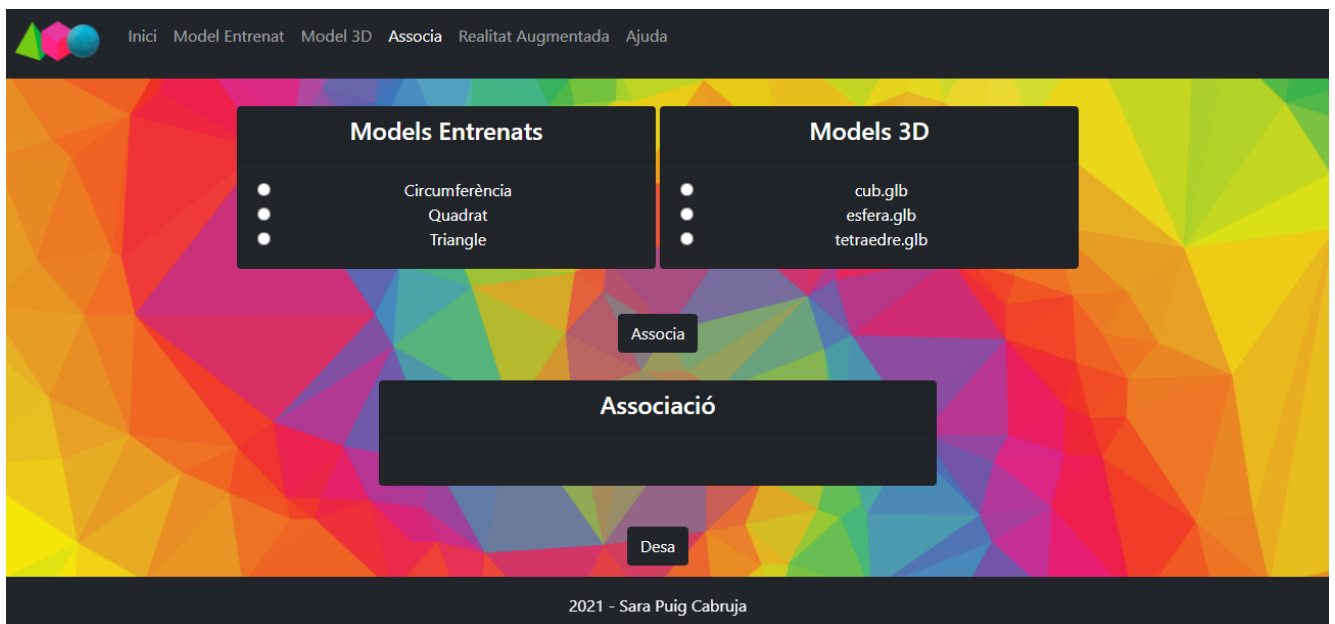 Inici Model Entrenat Model 3D Associa Realitat Augmentada Ajuda
Models Entrenats
Circumferència
Quadrat
Triangle
Models 3D
cub.glb
esfera.glb
tetraedre.glb
Associa
Associació
Desa
2021 - Sara Puig Cabruja